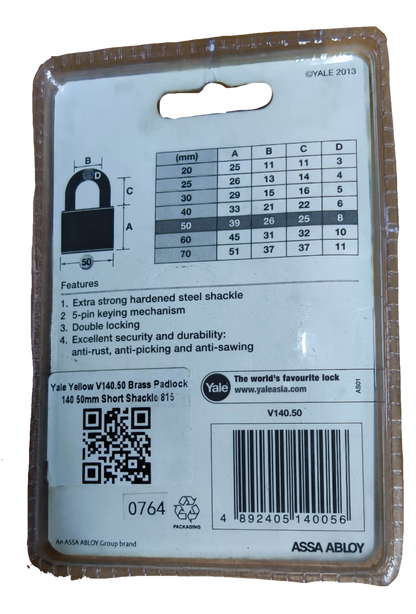 ©YALE 2013
(mm) A B C D
20 25 11 11 3
25 26 13 14 4
30 29 15 16 5
40 33 21 22 6
50 39 26 25 8
60 45 31 32 10
70 51 37 37 11
B
D
C
A
50
Features
1. Extra strong hardened steel shackle
2 5-pin keying mechanism
3. Double locking
4. Excellent security and durability:
anti-rust, anti-picking and anti-sawing
Yale Yellow V140.50 Brass Padlock
140 50mm Short Shackle 815
Yale
The world's favourite lock
www.yaleasia.com
AS01
V140.50
0764
PACKAGING
4 892405 140056
An ASSA ABLOY Group brand
ASSA ABLOY